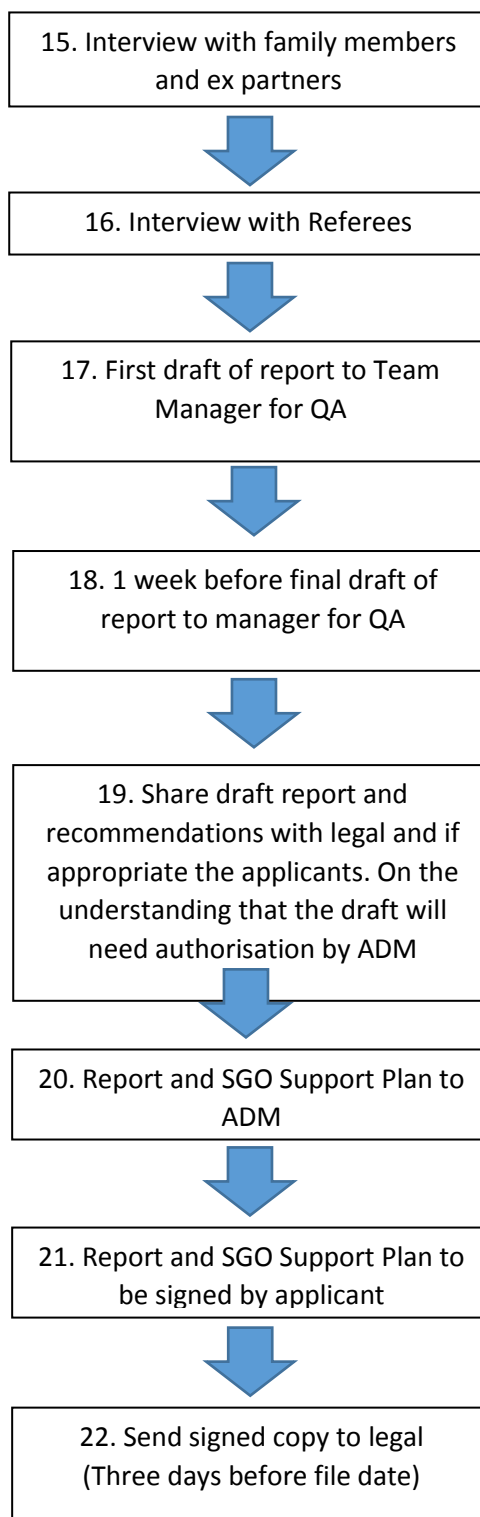 15. Interview with family members
and ex partners
16. Interview with Referees
17. First draft of report to Team
Manager for QA
18. 1 week before final draft of
report to manager for QA
19. Share draft report and
recommendations with legal and if
appropriate the applicants. On the
understanding that the draft will
need authorisation by ADM
20. Report and SGO Support Plan to
ADM
21. Report and SGO Support Plan to
be signed by applicant
22. Send signed copy to legal
(Three days before file date)